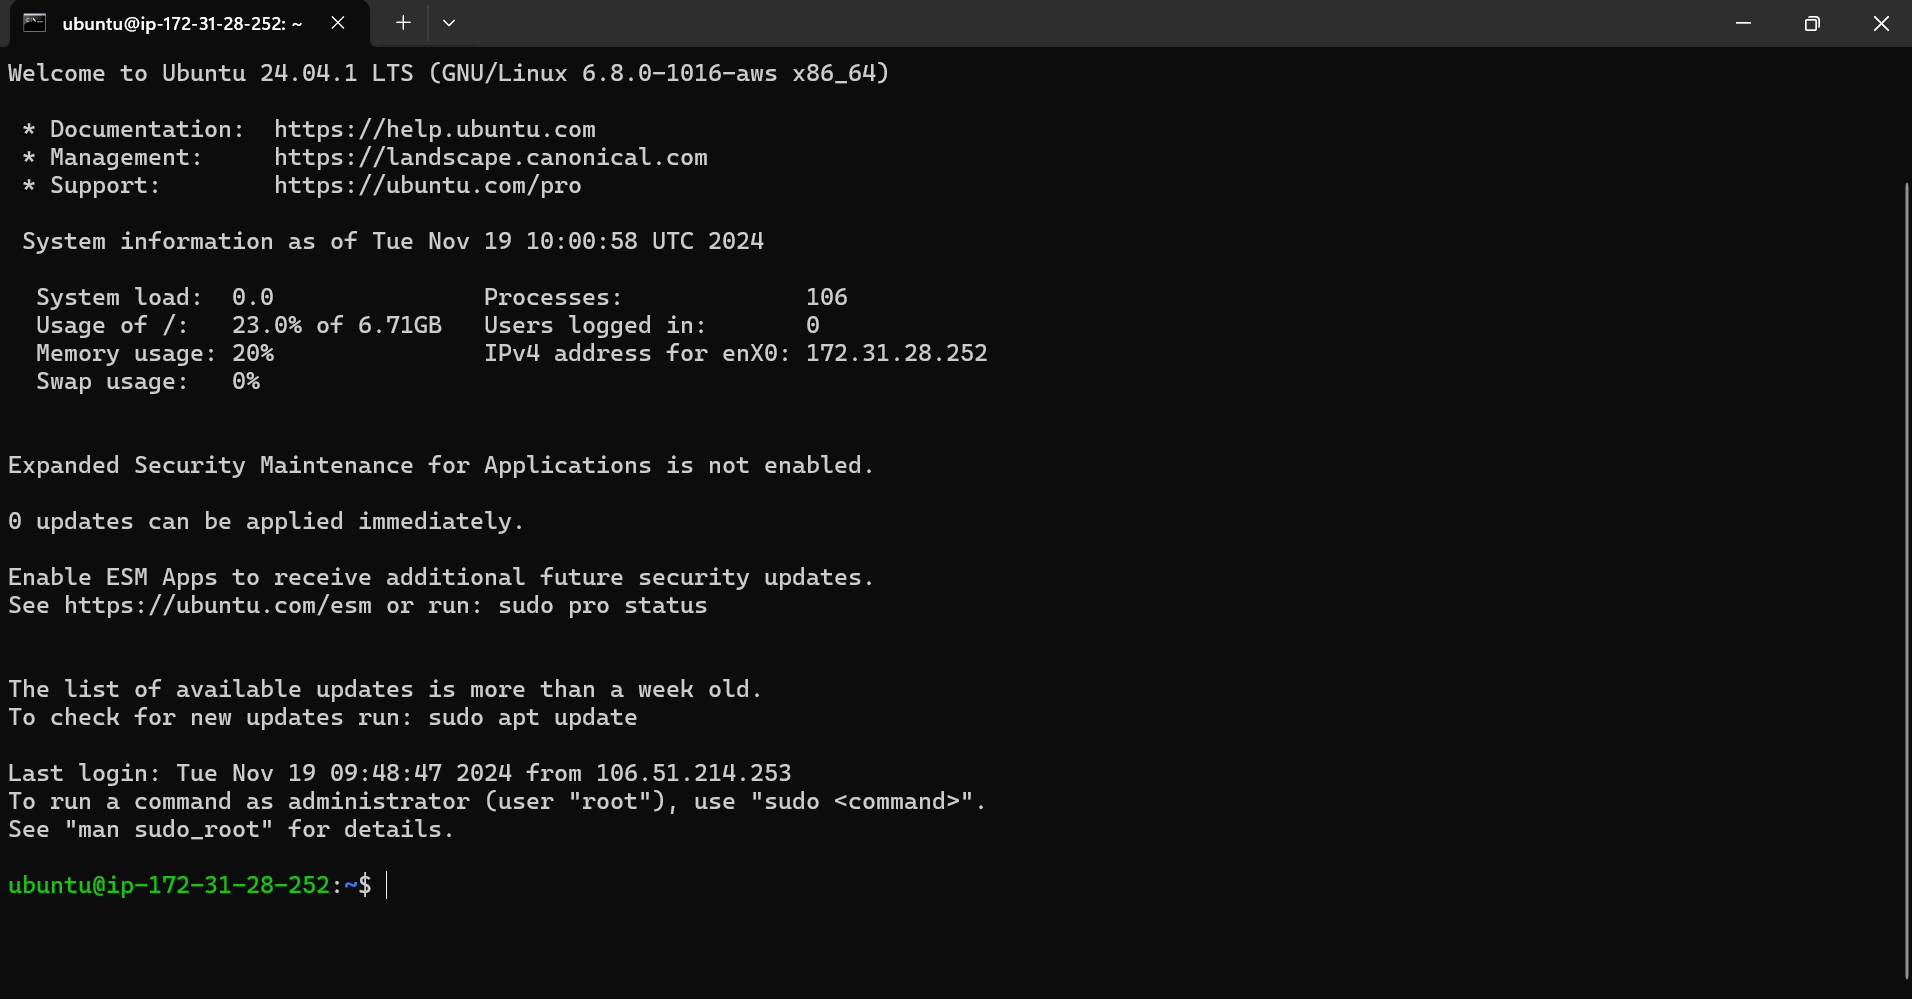 ubuntu@ip-172-31-28-252: ~
Welcome to Ubuntu 24.04.1 LTS (GNU/Linux 6.8.0-1016-aws x86_64)
* Documentation: https://help.ubuntu.com
* Management: https://landscape.canonical.com
* Support: https://ubuntu.com/pro
System information as of Tue Nov 19 10:00:58 UTC 2024
System load: 0.0 Processes: 106
Usage of /: 23.0% of 6.71GB Users logged in: 0
Memory usage: 20% IPv4 address for enX0: 172.31.28.252
Swap usage: 0%
Expanded Security Maintenance for Applications is not enabled.
0 updates can be applied immediately.
Enable ESM Apps to receive additional future security updates.
See https://ubuntu.com/esm or run: sudo pro status
The list of available updates is more than a week old.
To check for new updates run: sudo apt update
Last login: Tue Nov 19 09:48:47 2024 from 106.51.214.253
To run a command as administrator (user "root"), use "sudo <command>".
See "man sudo_root" for details.
ubuntu@ip-172-31-28-252:~$